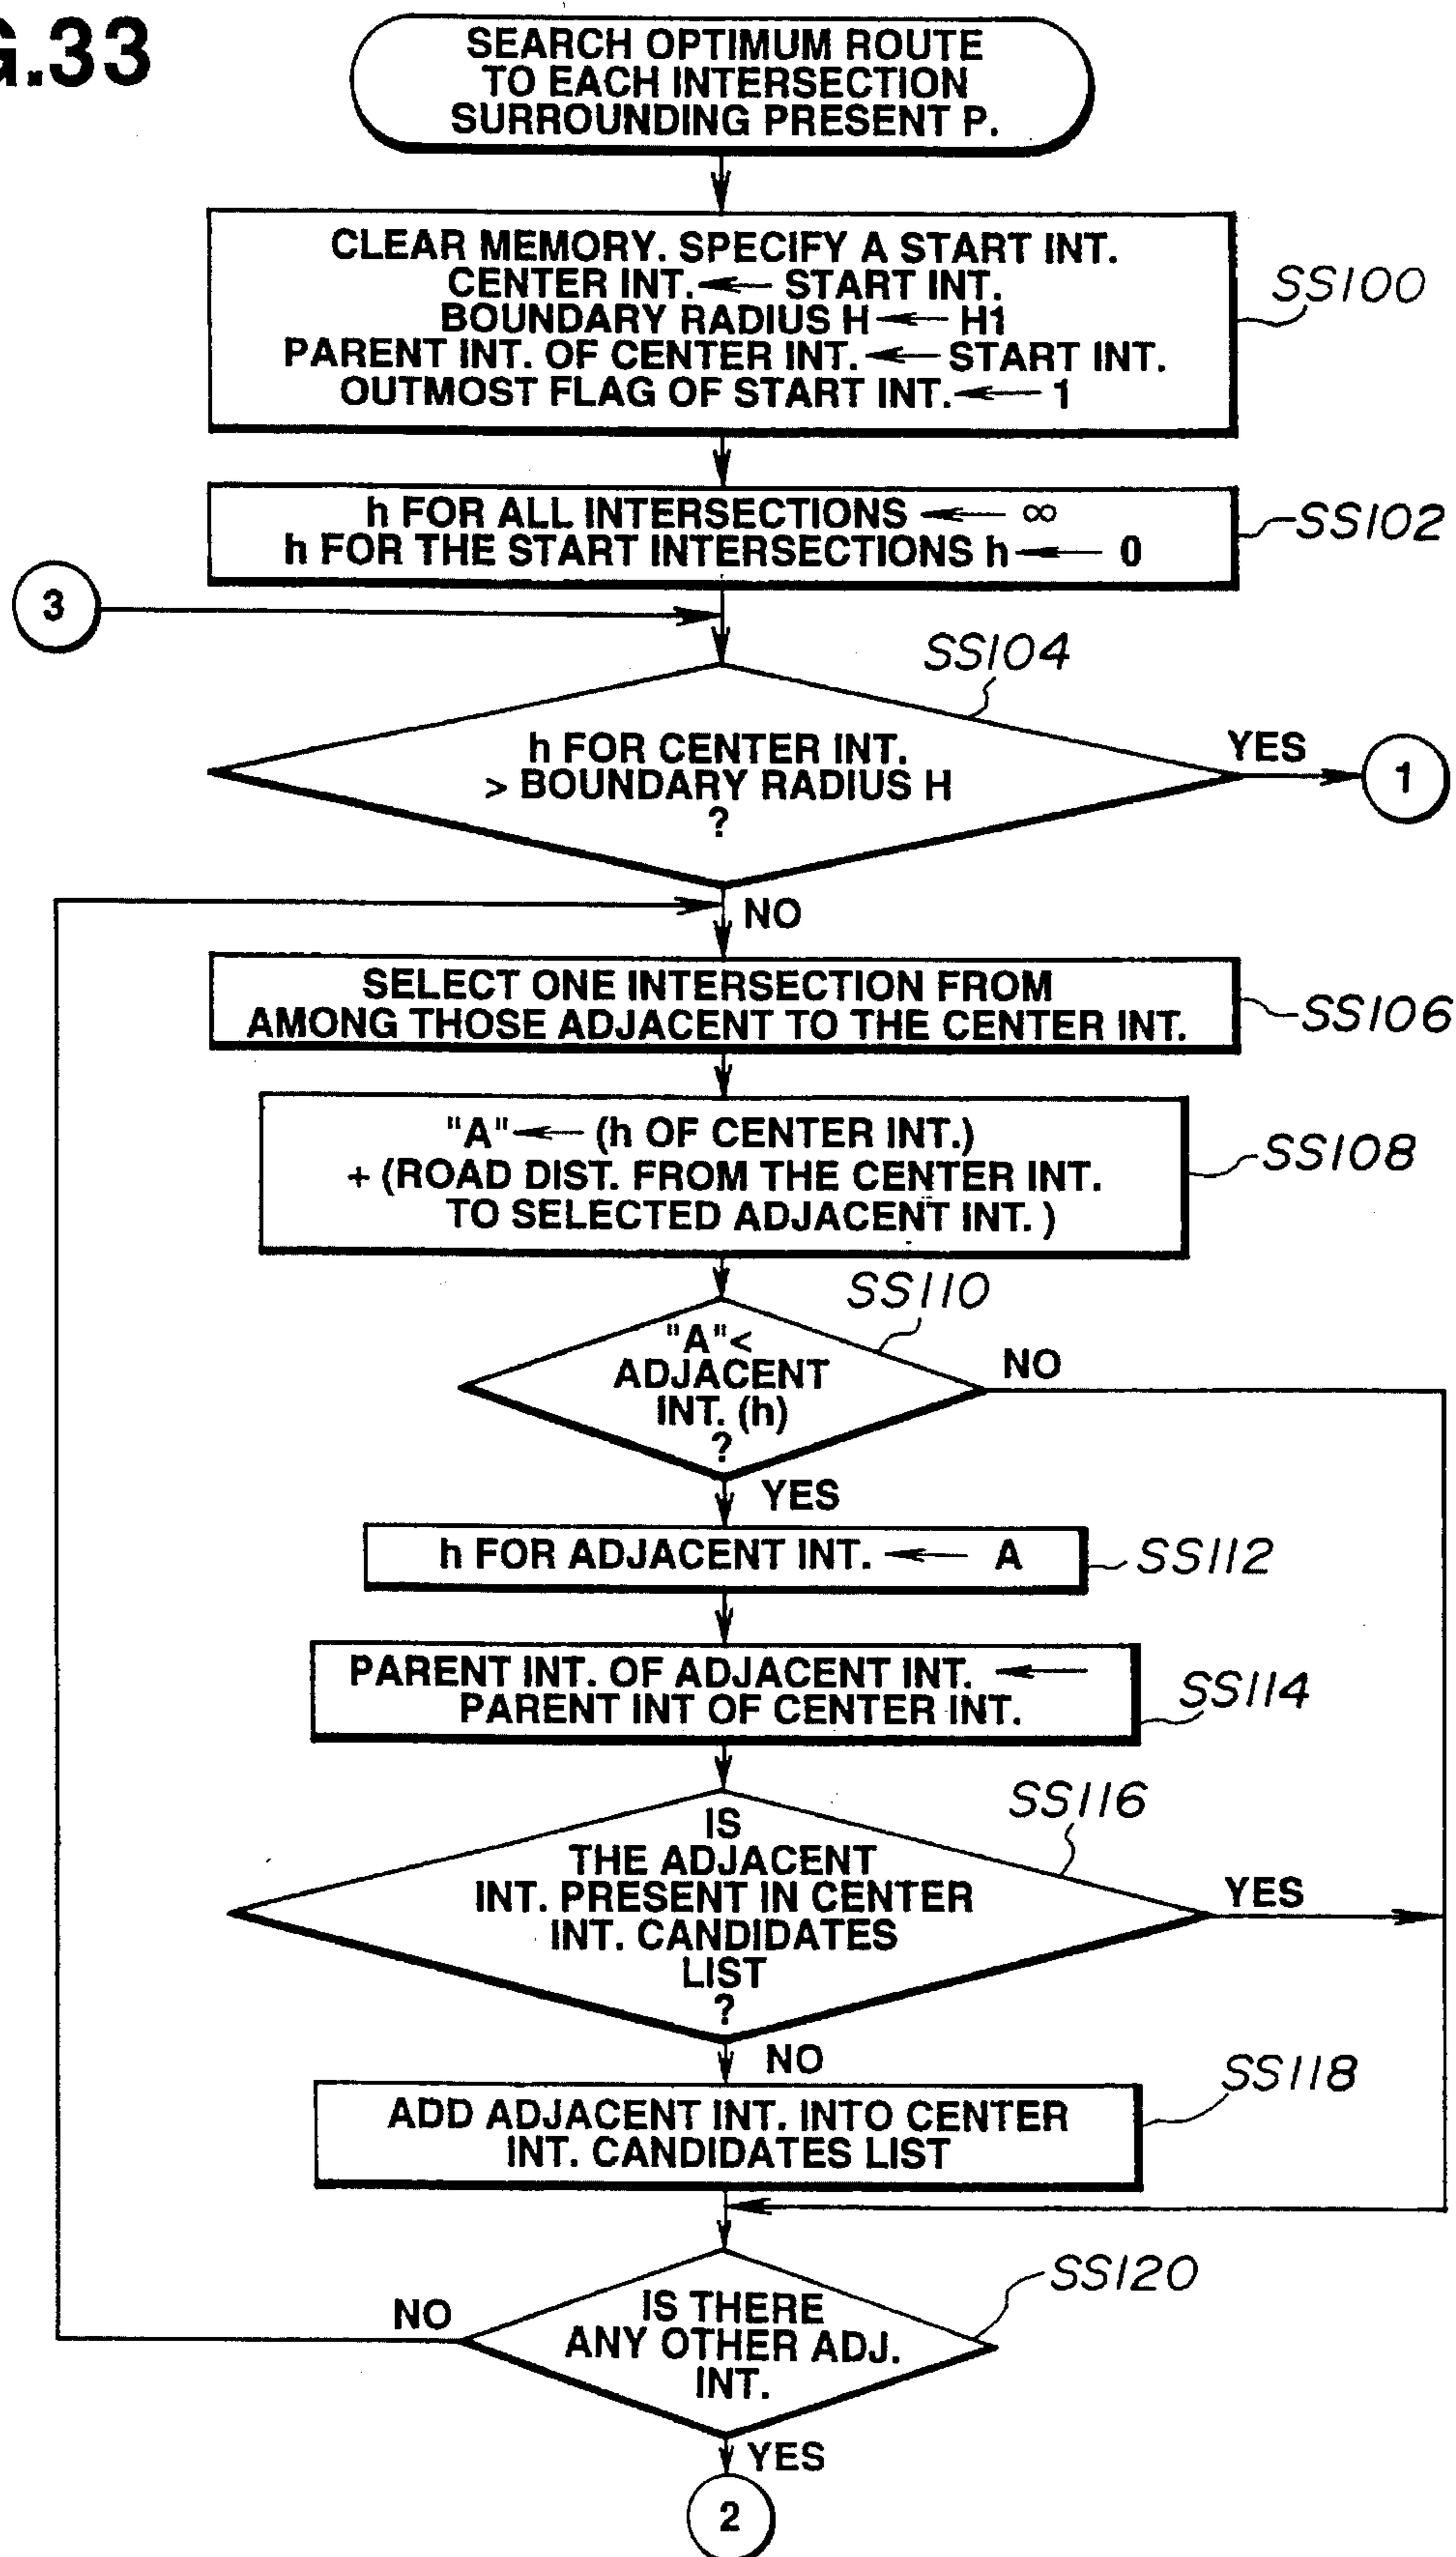 G.33
SEARCH OPTIMUM ROUTE
TO EACH INTERSECTION
SURROUNDING PRESENT P.
CLEAR MEMORY. SPECIFY A START INT.
CENTER INT.← START INT.
BOUNDARY RADIUS H← H1
PARENT INT. OF CENTER INT.← START INT.
OUTMOST FLAG OF START INT.← 1
SS100
h FOR ALL INTERSECTIONS ← ∞
h FOR THE START INTERSECTIONS h← 0
SS102
3
SS104
h FOR CENTER INT.
> BOUNDARY RADIUS H
?
YES
1
NO
SELECT ONE INTERSECTION FROM
AMONG THOSE ADJACENT TO THE CENTER INT.
SS106
"A"← (h OF CENTER INT.)
+ (ROAD DIST. FROM THE CENTER INT.
TO SELECTED ADJACENT INT. )
SS108
SS110
"A"<
ADJACENT
INT. (h)
?
NO
YES
h FOR ADJACENT INT. ← A
SS112
PARENT INT. OF ADJACENT INT. ←
PARENT INT OF CENTER INT.
SS114
SS116
IS
THE ADJACENT
INT. PRESENT IN CENTER
INT. CANDIDATES
LIST
?
YES
NO
ADD ADJACENT INT. INTO CENTER
INT. CANDIDATES LIST
SS118
SS120
IS THERE
ANY OTHER ADJ.
INT.
NO
YES
2